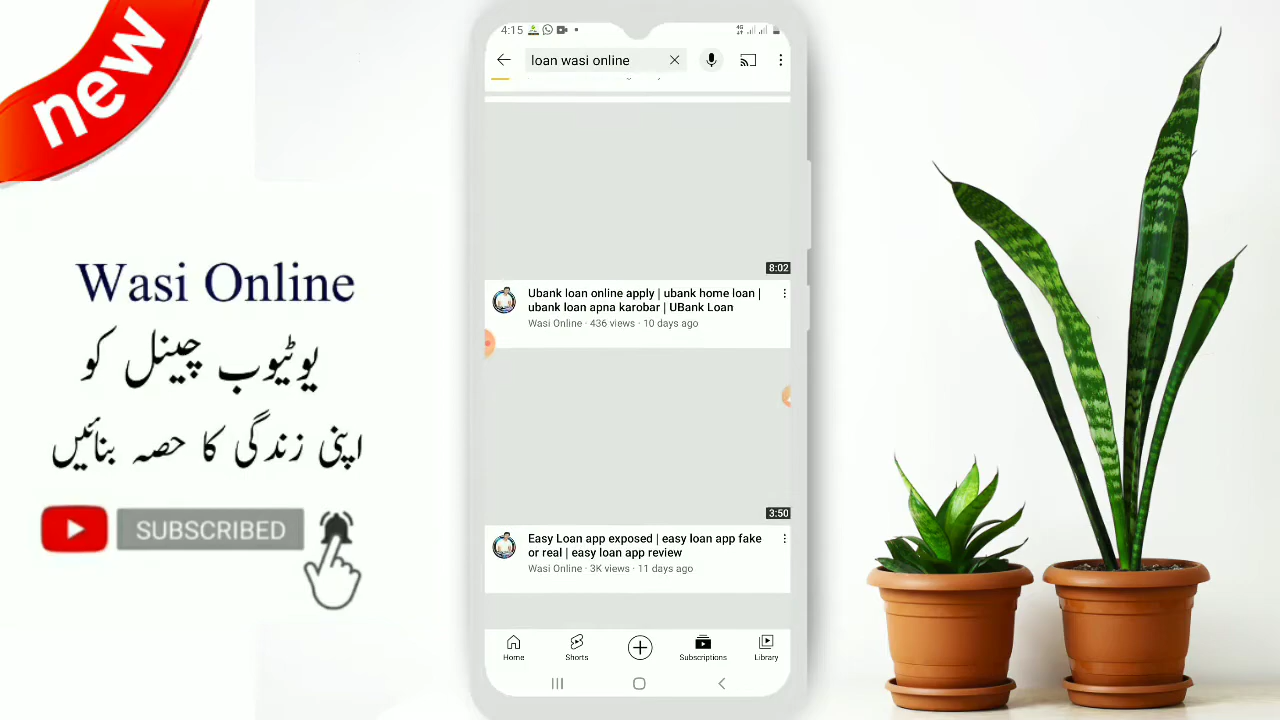 new
Wasi Online
یوٹیوب چینل کو
اپنی زندگی کا حصہ بنائیں
SUBSCRIBED
4:15
4G
loan wasi online
8:02
Ubank loan online apply | ubank home loan |
ubank loan apna karobar | UBank Loan
Wasi Online · 436 views · 10 days ago
3:50
Easy Loan app exposed | easy loan app fake
or real | easy loan app review
Wasi Online · 3K views · 11 days ago
Home
Shorts
Subscriptions
Library